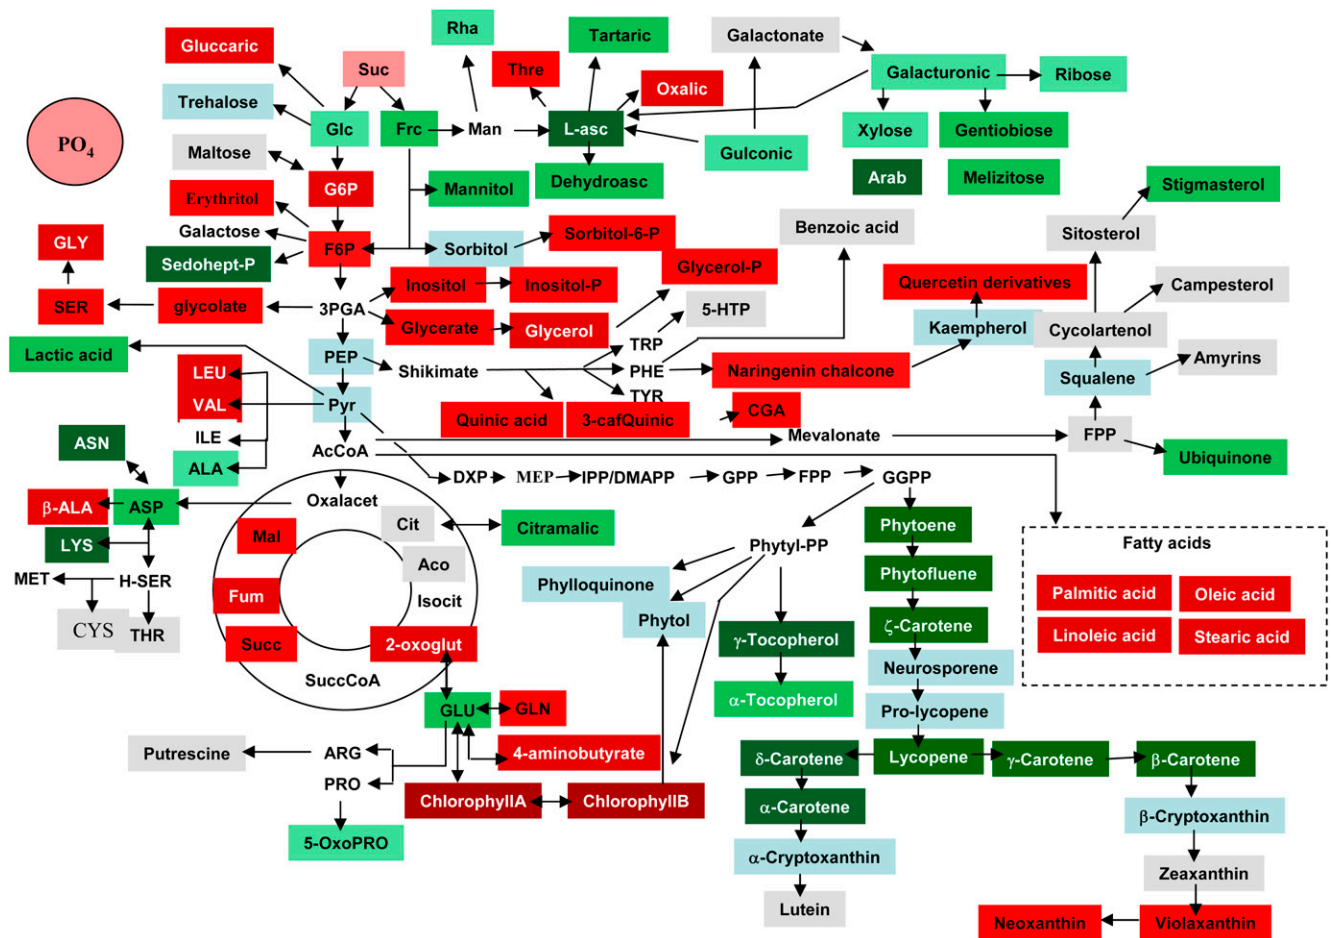 Rha
Tartaric
Galactonate
Gluccaric
Suc
Thre
Oxalic
Galacturonic
Ribose
Trehalose
Glc
Frc
Man
L-asc
Xylose
Gentiobiose
PO4
Maltose
Gulconic
G6P
Mannitol
Dehydroasc
Arab
Melizitose
Stigmasterol
Erythritol
Galactose
Benzoic acid
Sitosterol
GLY
F6P
Sorbitol
Sorbitol-6-P
Sedohept-P
Glycerol-P
SER
glycolate
3PGA
Inositol
Inositol-P
Quercetin derivatives
Campesterol
5-HTP
Glycerate
Glycerol
Kaempherol
Cycolartenol
Lactic acid
PEP
Shikimate
TRP
PHE
TYR
Naringenin chalcone
Squalene
Amyrins
LEU
VAL
Pyr
Quinic acid
3-cafQuinic
CGA
ILE
ASN
AcCoA
Mevalonate
FPP
ALA
Ubiquinone
DXP
MEP
IPP/DMAPP
GPP
FPP
GGPP
β-ALA
ASP
Oxalacet
Cit
Citramalic
Phytoene
LYS
Mal
Aco
Phytyl-PP
Fatty acids
MET
H-SER
Fum
Isocit
Phylloquinone
Phytofluene
Palmitic acid
Oleic acid
CYS
THR
Succ
2-oxoglut
Phytol
γ-Tocopherol
ζ-Carotene
Linoleic acid
Stearic acid
SuccCoA
Neurosporene
GLU
GLN
α-Tocopherol
Pro-lycopene
Putrescine
ARG
4-aminobutyrate
δ-Carotene
Lycopene
γ-Carotene
β-Carotene
PRO
ChlorophyllA
ChlorophyllB
α-Carotene
β-Cryptoxanthin
5-OxoPRO
α-Cryptoxanthin
Zeaxanthin
Lutein
Neoxanthin
Violaxanthin